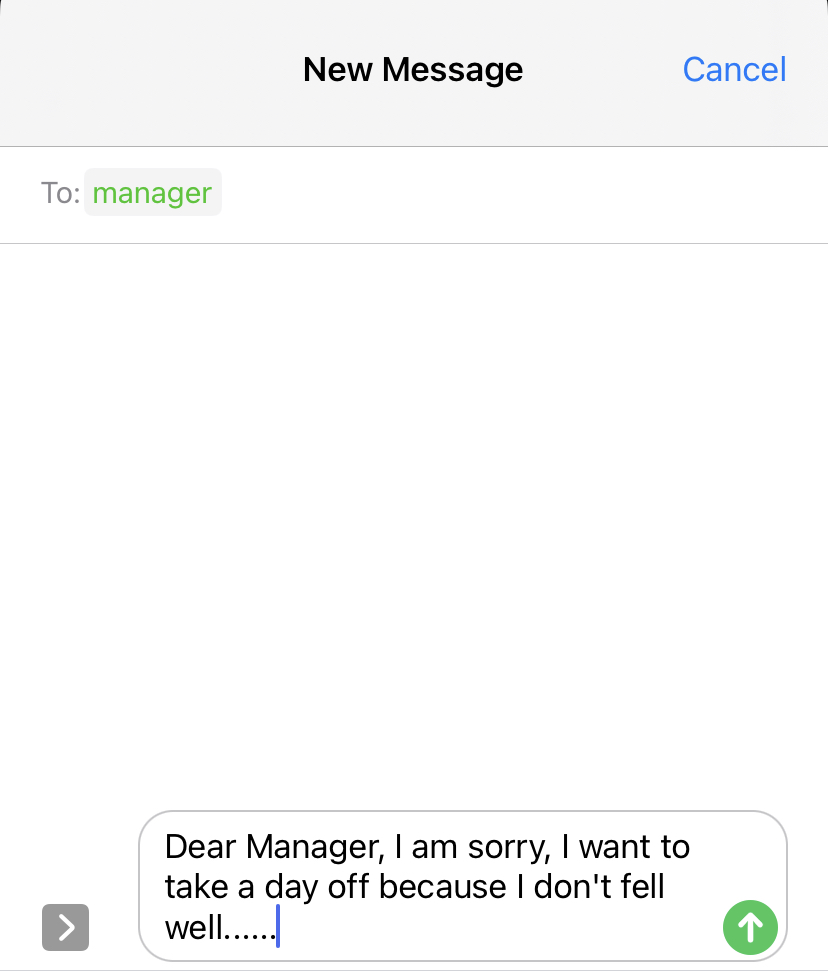 New Message
Cancel
To: manager
Dear Manager, I am sorry, I want to
take a day off because I don't fell
well......